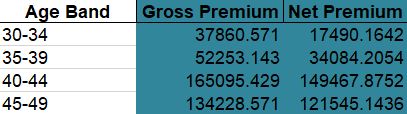 Age Band Gross Premium Net Premium
30-34 37860.571 17490.1642
35-39 52253.143 34084.2054
40-44 165095.429 149467.8752
45-49 134228.571 121545.1436